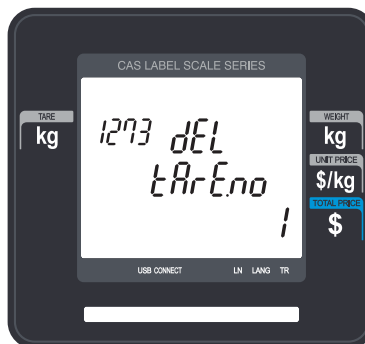 CAS LABEL SCALE SERIES
TARE
kg
1273 dEL
tArE.no
1
WEIGHT
kg
UNIT PRICE
$/kg
TOTAL PRICE
$
USB CONNECT LN LANG TR